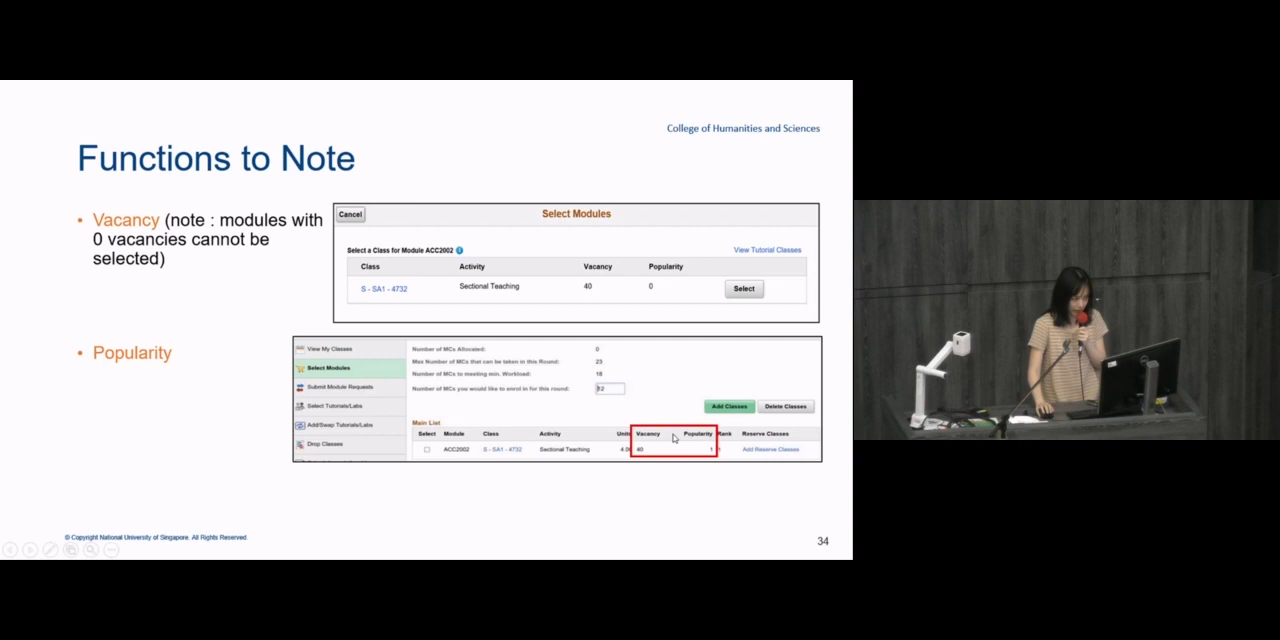 College of Humanities and Sciences
Functions to Note
• Vacancy (note : modules with
0 vacancies cannot be
selected)
Cancel
Select Modules
Select a Class for Module ACC2002
View Tutorial Classes
Class Activity Vacancy Popularity
S - SA1 - 4732 Sectional Teaching 40 0 Select
• Popularity
View My Classes
Select Modules
Submit Module Requests
Select Tutorials/Labs
Add/Swap Tutorials/Labs
Drop Classes
Number of MCs Allocated: 0
Max Number of MCs that can be taken in this Round: 23
Number of MCs to meeting min. Workload: 18
Number of MCs you would like to enrol in for this round: 12
Add Classes Delete Classes
Main List
Select Module Class Activity Units Vacancy Popularity Rank Reserve Classes
ACC2002 S - SA1 - 4732 Sectional Teaching 4.00 40 1 1 Add Reserve Classes
© Copyright National University of Singapore. All Rights Reserved
34